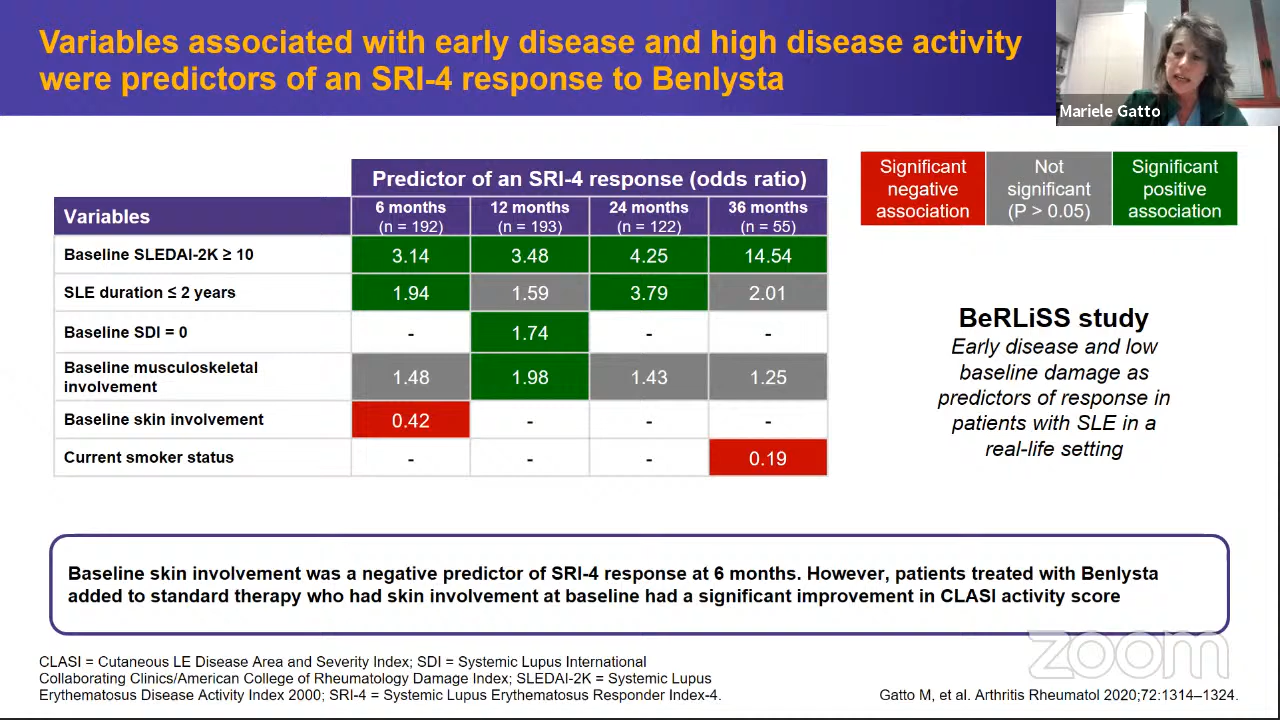 Variables associated with early disease and high disease activity
were predictors of an SRI-4 response to Benlysta
Mariele Gatto
Predictor of an SRI-4 response (odds ratio)
Variables
6 months
(n = 192)
12 months
(n = 193)
24 months
(n = 122)
36 months
(n = 55)
Baseline SLEDAI-2K ≥ 10 3.14 3.48 4.25 14.54
SLE duration ≤ 2 years 1.94 1.59 3.79 2.01
Baseline SDI = 0 - 1.74 - -
Baseline musculoskeletal
involvement 1.48 1.98 1.43 1.25
Baseline skin involvement 0.42 - - -
Current smoker status - - - 0.19
Significant
negative
association
Not
significant
(P > 0.05)
Significant
positive
association
BeRLiSS study
Early disease and low
baseline damage as
predictors of response in
patients with SLE in a
real-life setting
Baseline skin involvement was a negative predictor of SRI-4 response at 6 months. However, patients treated with Benlysta
added to standard therapy who had skin involvement at baseline had a significant improvement in CLASI activity score
zoom
CLASI = Cutaneous LE Disease Area and Severity Index; SDI = Systemic Lupus International
Collaborating Clinics/American College of Rheumatology Damage Index; SLEDAI-2K = Systemic Lupus
Erythematosus Disease Activity Index 2000; SRI-4 = Systemic Lupus Erythematosus Responder Index-4.
Gatto M, et al. Arthritis Rheumatol 2020;72:1314–1324.